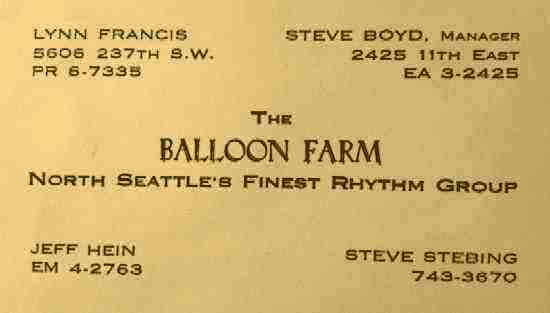 LYNN FRANCIS
5606 237TH S.W.
PR 6-7335
STEVE BOYD, MANAGER
2425 11TH EAST
EA 3-2425
THE
BALLOON FARM
NORTH SEATTLE'S FINEST RHYTHM GROUP
JEFF HEIN
EM 4-2763
STEVE STEBING
743-3670